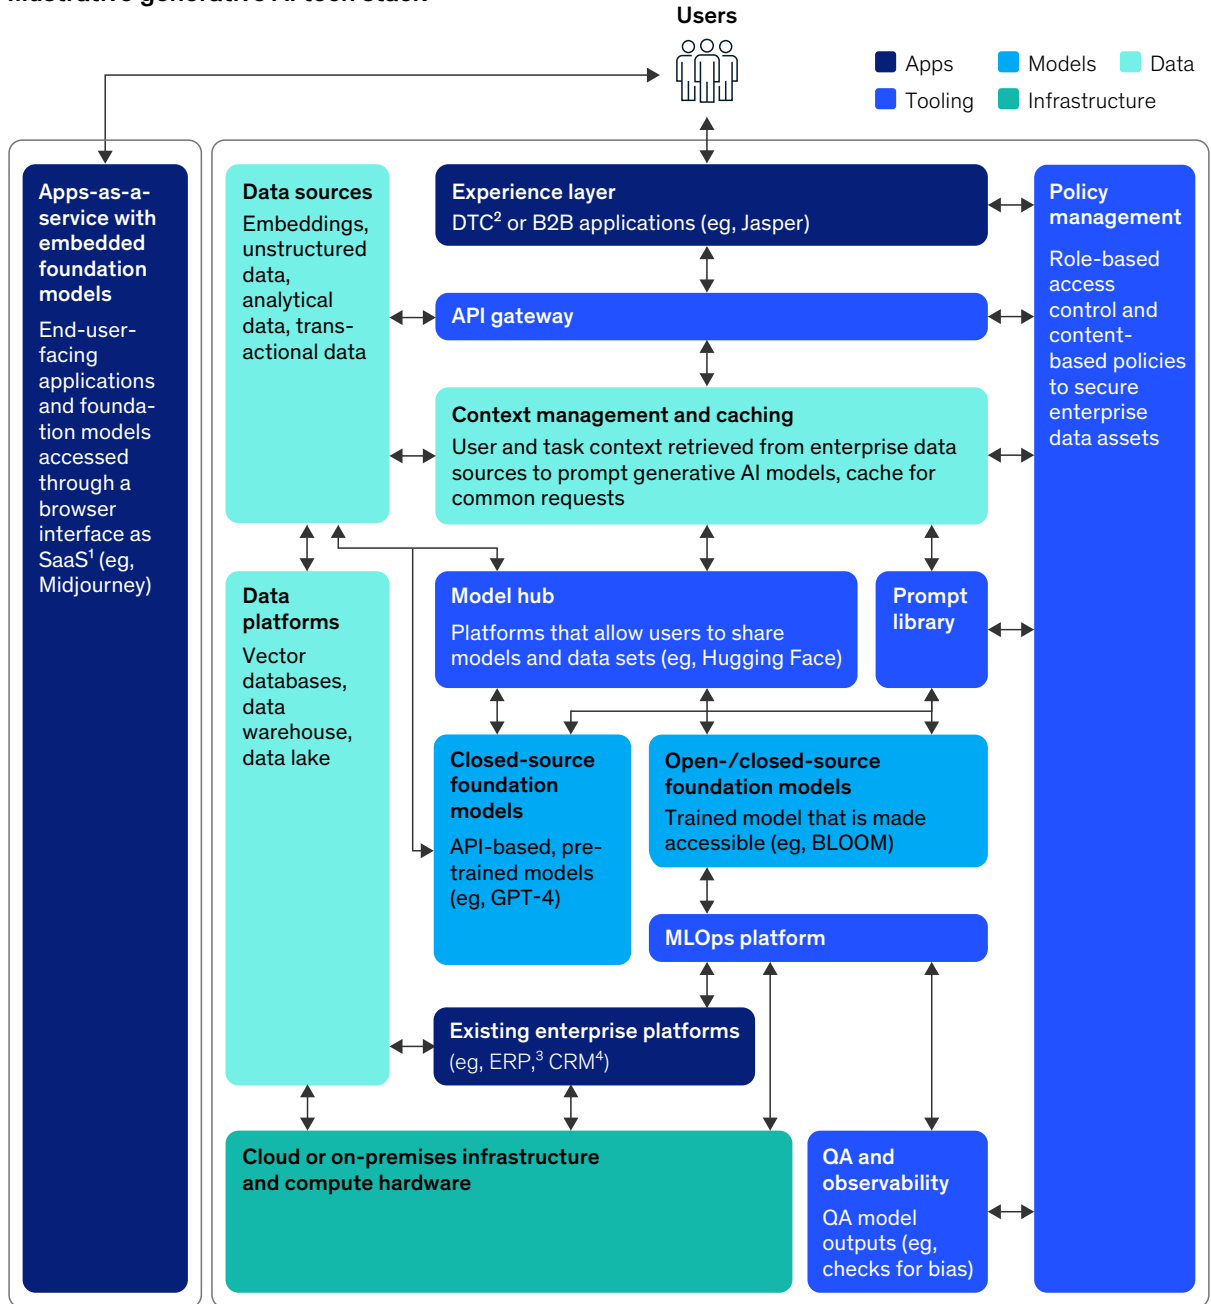 Illustrative generative AI tech stack
Users
Apps
Models
Data
Tooling
Infrastructure
Apps-as-a-
service with
embedded
foundation
models
End-user-
facing
applications
and founda-
tion models
accessed
through a
browser
interface as
SaaS¹ (eg,
Midjourney)
Data sources
Embeddings,
unstructured
data,
analytical
data, trans-
actional data
Experience layer
DTC² or B2B applications (eg, Jasper)
API gateway
Context management and caching
User and task context retrieved from enterprise data
sources to prompt generative AI models, cache for
common requests
Policy
management
Role-based
access
control and
content-
based policies
to secure
enterprise
data assets
Data
platforms
Vector
databases,
data
warehouse,
data lake
Model hub
Platforms that allow users to share
models and data sets (eg, Hugging Face)
Prompt
library
Closed-source
foundation
models
API-based, pre-
trained models
(eg, GPT-4)
Open-/closed-source
foundation models
Trained model that is made
accessible (eg, BLOOM)
MLOps platform
Existing enterprise platforms
(eg, ERP,³ CRM⁴)
Cloud or on-premises infrastructure
and compute hardware
QA and
observability
QA model
outputs (eg,
checks for bias)